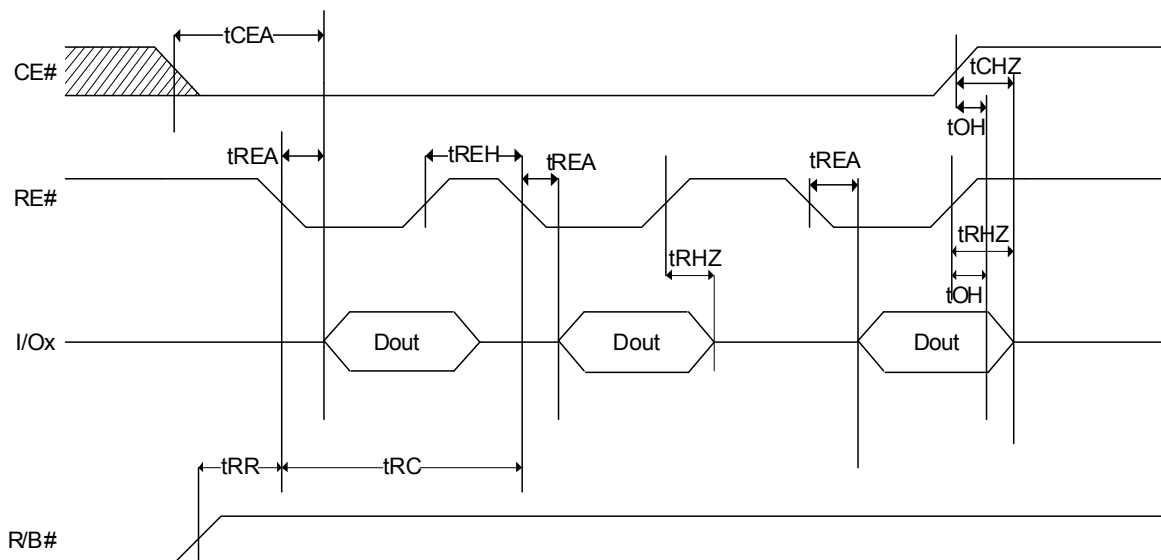 tCEA
CE#
tCHZ
tOH
tREA
tREH
tREA
tREA
RE#
tRHZ
tRHZ
tOH
I/Ox
Dout
Dout
Dout
tRR
tRC
R/B#